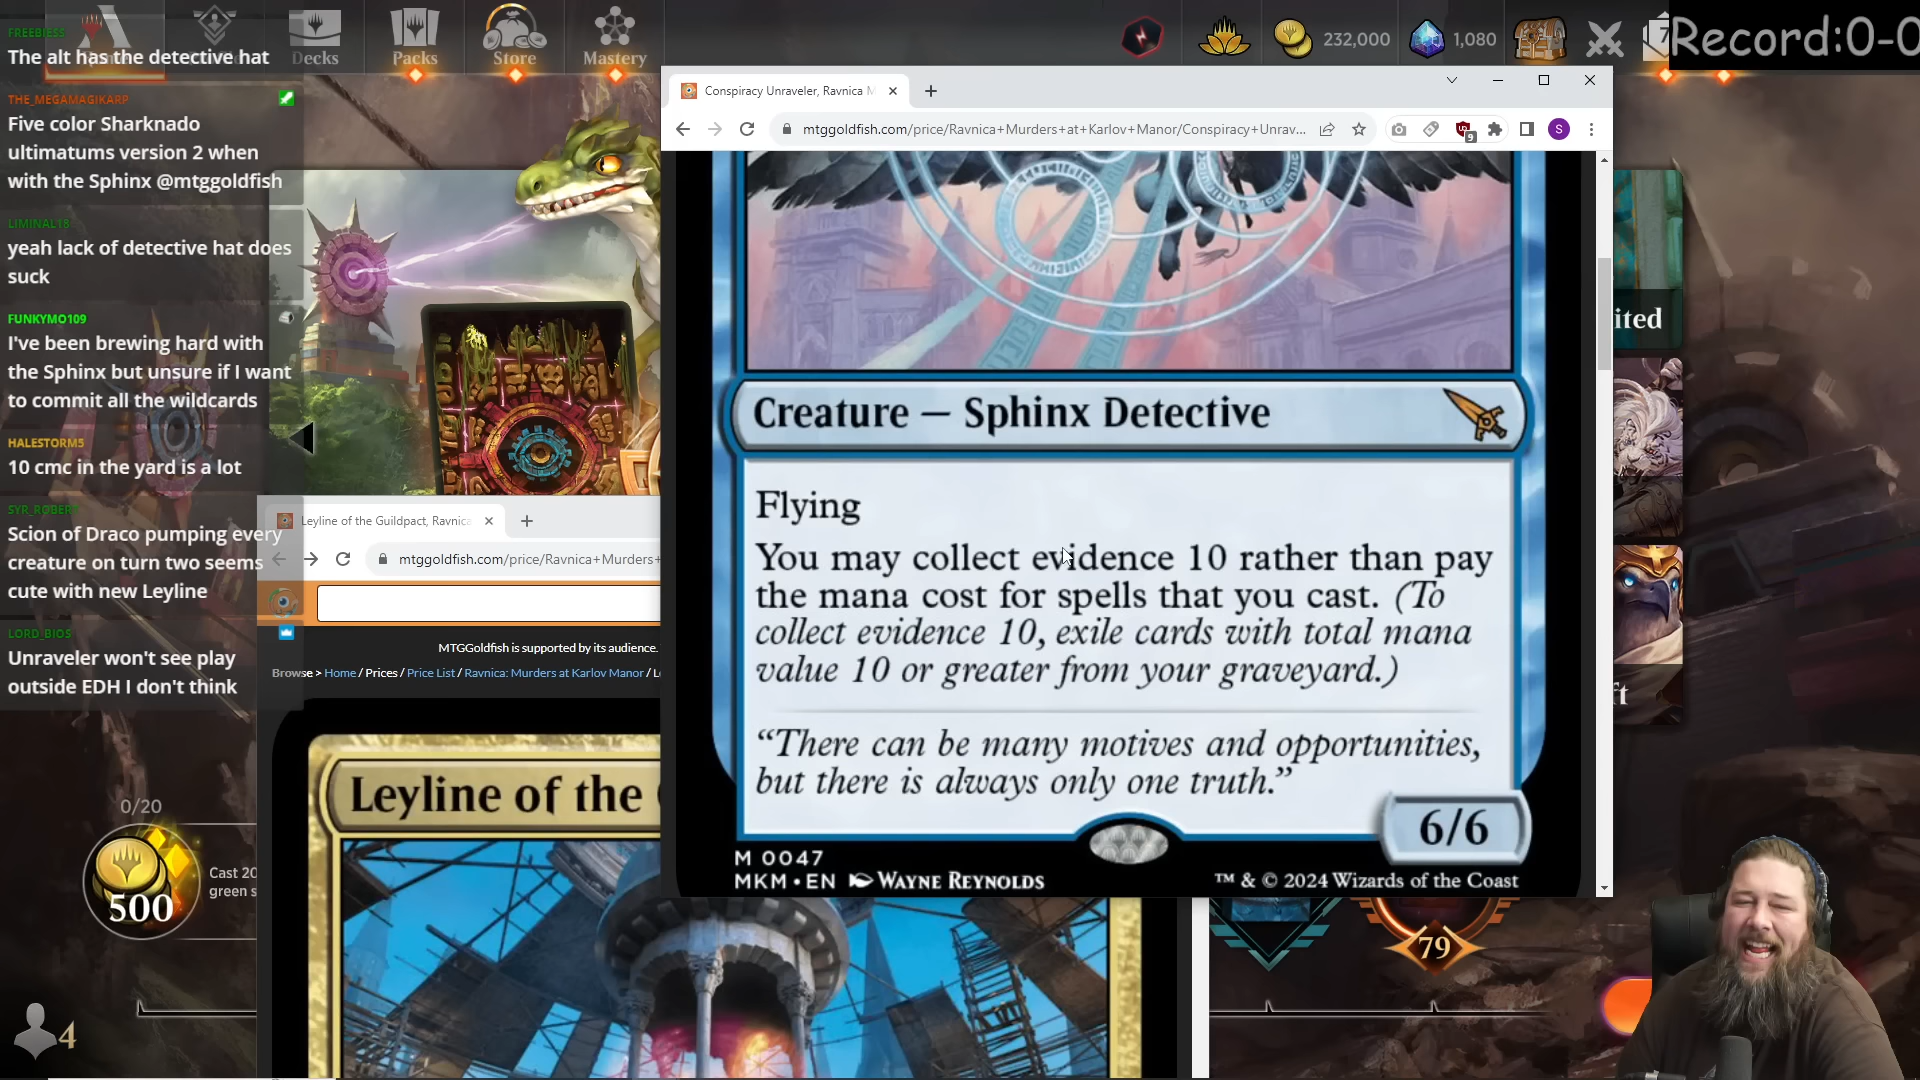 FREEBIESS
The alt has the detective hat
THE_MEGAMAGIKARP
Five color Sharknado
ultimatums version 2 when
with the Sphinx @mtggoldfish
LIMINAL18
yeah lack of detective hat does
suck
FUNKYMO109
I've been brewing hard with
the Sphinx but unsure if I want
to commit all the wildcards
HALESTORM5
10 cmc in the yard is a lot
SYR_ROBERT
Scion of Draco pumping every
creature on turn two seems
cute with new Leyline
LORD_BIOS
Unraveler won't see play
outside EDH I don't think
Decks
Packs
Store
Mastery
232,000
1,080
Record:0-0
Conspiracy Unraveler, Ravnica M
mtggoldfish.com/price/Ravnica+Murders+at+Karlov+Manor/Conspiracy+Unrav...
9
S
Creature — Sphinx Detective
Flying
You may collect evidence 10 rather than pay
the mana cost for spells that you cast. (To
collect evidence 10, exile cards with total mana
value 10 or greater from your graveyard.)
“There can be many motives and opportunities,
but there is always only one truth.”
6/6
M 0047
MKM • EN WAYNE REYNOLDS
™ & © 2024 Wizards of the Coast
Leyline of the Guildpact, Ravnica
mtggoldfish.com/price/Ravnica+Murders+
MTGGoldfish is supported by its audience.
Browse > Home / Prices / Price List / Ravnica: Murders at Karlov Manor / L
Leyline of the
0/20
500
Cast 20
green s
4
79
ited
ft